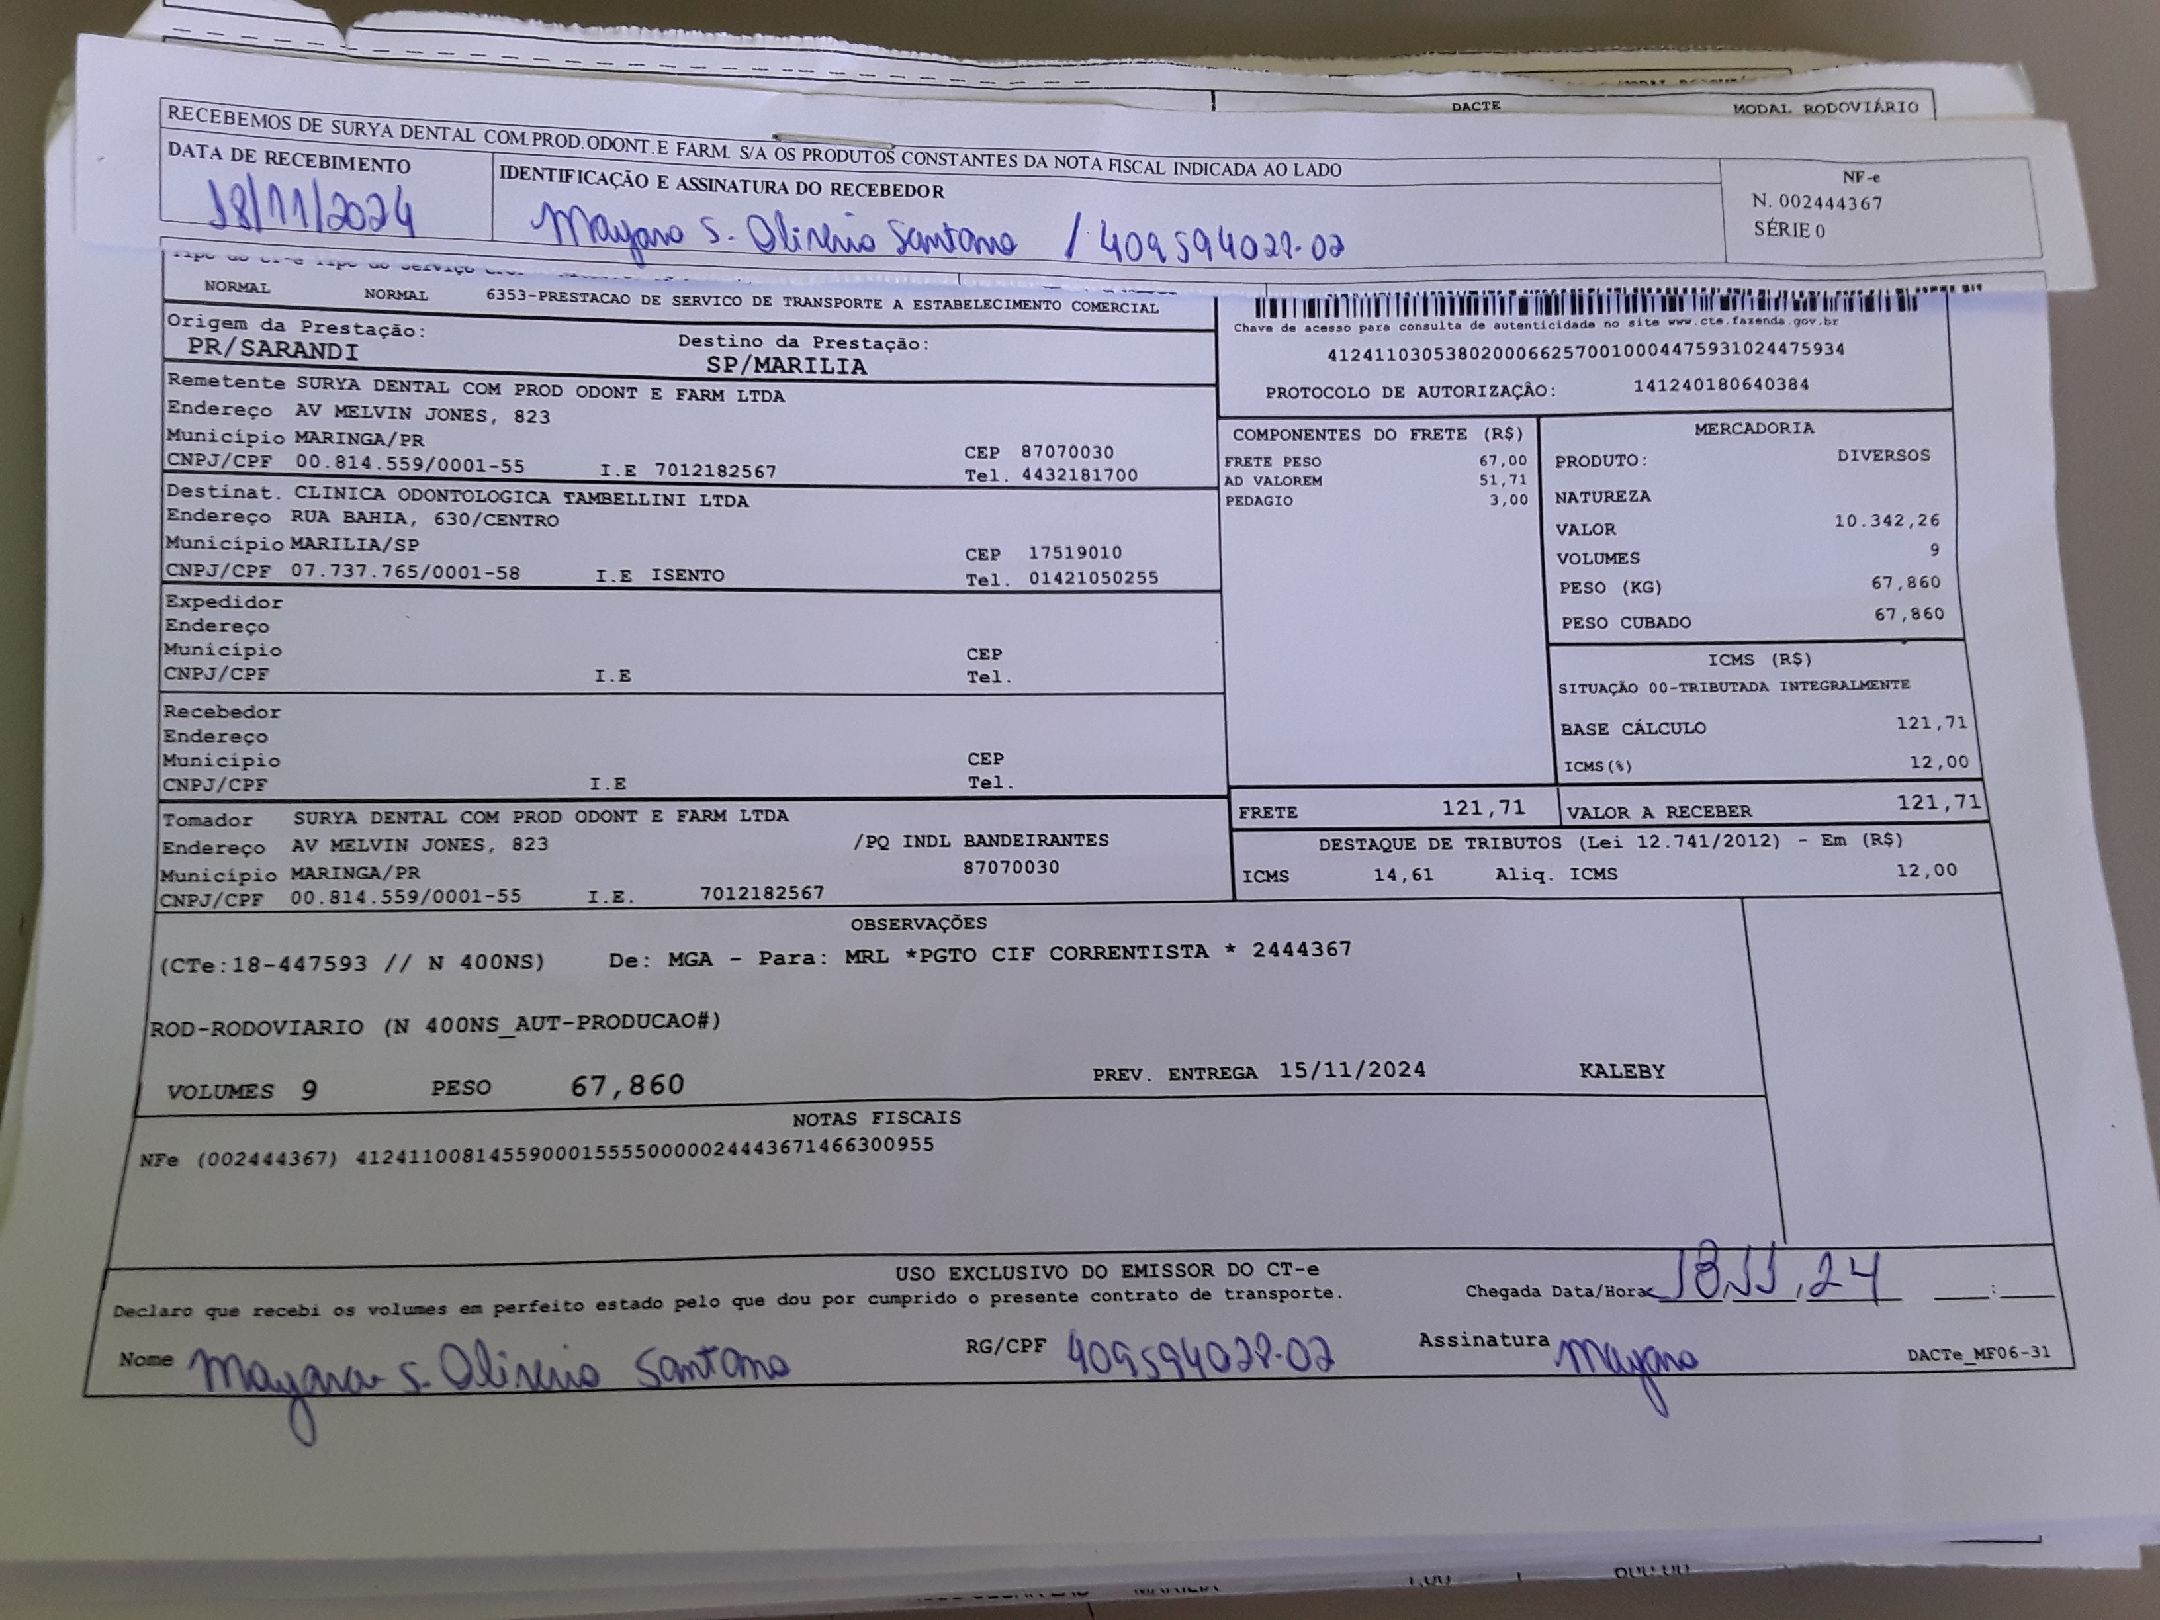 DACTE MODAL RODOVIÁRIO
RECEBEMOS DE SURYA DENTAL COM.PROD.ODONT.E FARM. S/A OS PRODUTOS CONSTANTES DA NOTA FISCAL INDICADA AO LADO
DATA DE RECEBIMENTO
18/11/2024
IDENTIFICAÇÃO E ASSINATURA DO RECEBEDOR
Mayara S. Oliveira Santana / 409594028-02
NF-e
N. 002444367
SÉRIE 0
NORMAL NORMAL 6353-PRESTACAO DE SERVICO DE TRANSPORTE A ESTABELECIMENTO COMERCIAL
Origem da Prestação:
PR/SARANDI
Destino da Prestação:
SP/MARILIA
Chave de acesso para consulta de autenticidade no site www.cte.fazenda.gov.br
41241103053802000662570010004475931024475934
PROTOCOLO DE AUTORIZAÇÃO: 141240180640384
Remetente SURYA DENTAL COM PROD ODONT E FARM LTDA
Endereço AV MELVIN JONES, 823
Município MARINGA/PR CEP 87070030
CNPJ/CPF 00.814.559/0001-55 I.E 7012182567 Tel. 4432181700
Destinat. CLINICA ODONTOLOGICA TAMBELLINI LTDA
Endereço RUA BAHIA, 630/CENTRO
Município MARILIA/SP CEP 17519010
CNPJ/CPF 07.737.765/0001-58 I.E ISENTO Tel. 01421050255
Expedidor
Endereço
Município CEP
CNPJ/CPF I.E Tel.
Recebedor
Endereço
Município CEP
CNPJ/CPF I.E Tel.
Tomador SURYA DENTAL COM PROD ODONT E FARM LTDA
Endereço AV MELVIN JONES, 823 /PQ INDL BANDEIRANTES
Município MARINGA/PR 87070030
CNPJ/CPF 00.814.559/0001-55 I.E. 7012182567
COMPONENTES DO FRETE (R$)
FRETE PESO 67,00
AD VALOREM 51,71
PEDAGIO 3,00
MERCADORIA
PRODUTO: DIVERSOS
NATUREZA
VALOR 10.342,26
VOLUMES 9
PESO (KG) 67,860
PESO CUBADO 67,860
ICMS (R$)
SITUAÇÃO 00-TRIBUTADA INTEGRALMENTE
BASE CÁLCULO 121,71
ICMS(%) 12,00
FRETE 121,71 VALOR A RECEBER 121,71
DESTAQUE DE TRIBUTOS (Lei 12.741/2012) - Em (R$)
ICMS 14,61 Aliq. ICMS 12,00
OBSERVAÇÕES
(CTe:18-447593 // N 400NS) De: MGA - Para: MRL *PGTO CIF CORRENTISTA * 2444367
ROD-RODOVIARIO (N 400NS_AUT-PRODUCAO#)
VOLUMES 9 PESO 67,860 PREV. ENTREGA 15/11/2024 KALEBY
NOTAS FISCAIS
NFe (002444367) 41241100814559000155550000024443671466300955
USO EXCLUSIVO DO EMISSOR DO CT-e
Declaro que recebi os volumes em perfeito estado pelo que dou por cumprido o presente contrato de transporte.
Chegada Data/Hora 18.11.24 :
Nome Mayara S. Oliveira Santana RG/CPF 409594028-02 Assinatura Mayara
DACTe_MF06-31